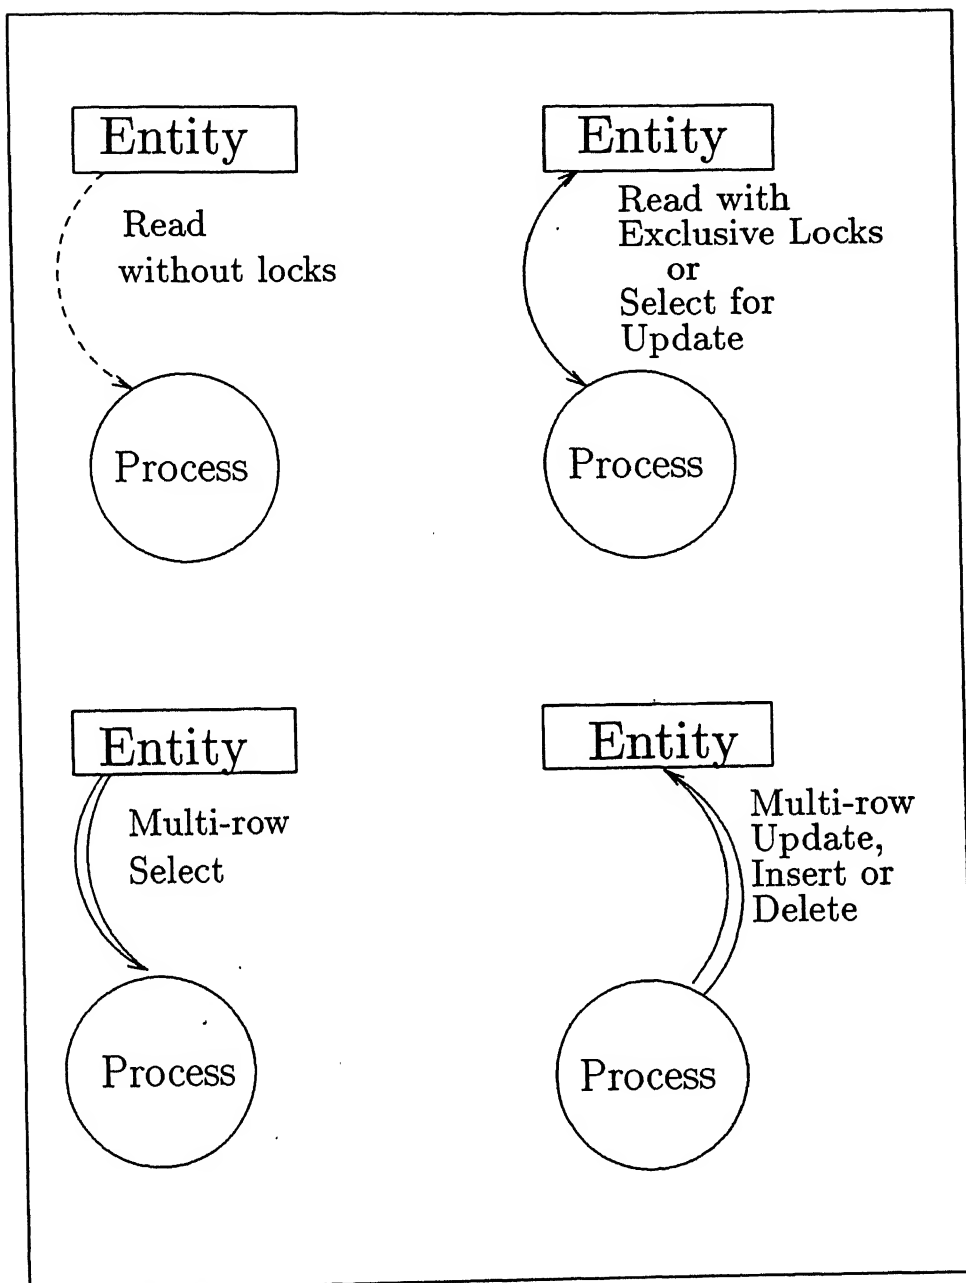 Entity
Read
without locks
Process
Entity
Read with
Exclusive Locks
or
Select for
Update
Process
Entity
Multi-row
Select
Process
Entity
Multi-row
Update,
Insert or
Delete
Process